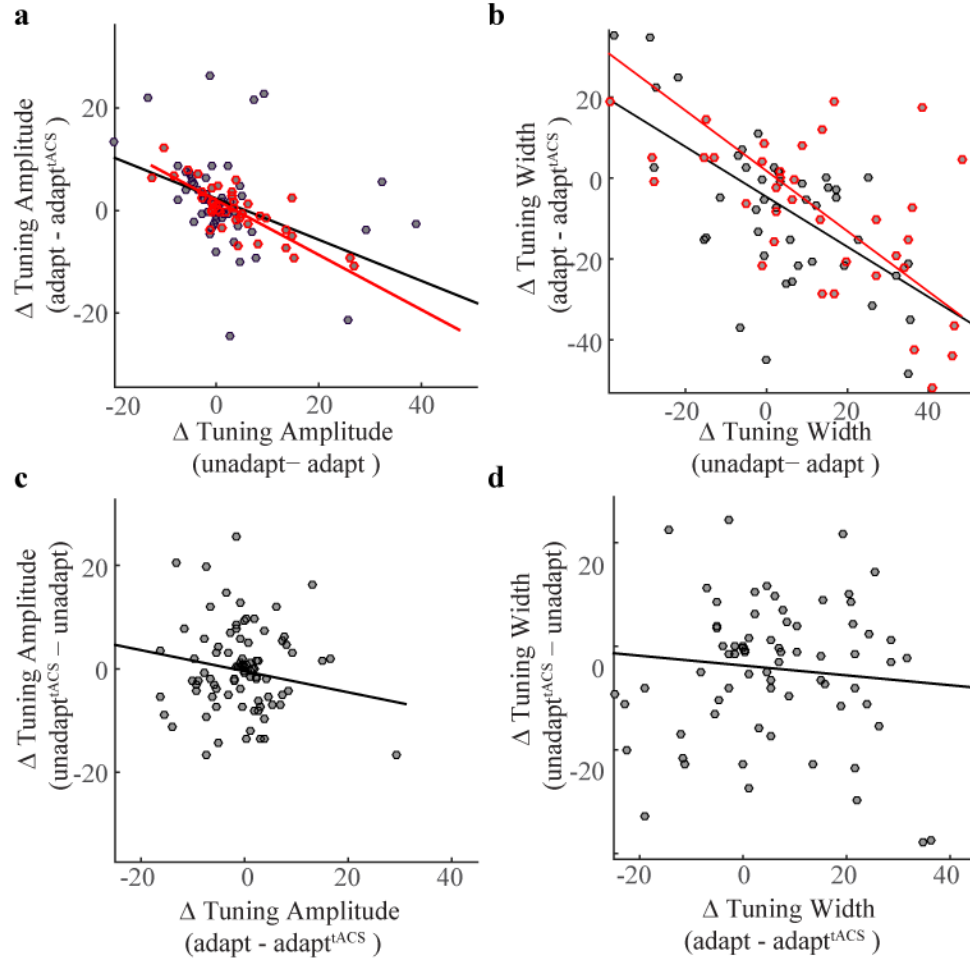 a
Δ Tuning Amplitude
(adapt - adapt^tACS)
20
0
-20
-20 0 20 40
Δ Tuning Amplitude
(unadapt– adapt )
b
Δ Tuning Width
(adapt - adapt^tACS)
20
0
-20
-40
-20 0 20 40
Δ Tuning Width
(unadapt– adapt )
c
Δ Tuning Amplitude
(unadapt^tACS – unadapt)
20
0
-20
-20 0 20 40
Δ Tuning Amplitude
(adapt - adapt^tACS )
d
Δ Tuning Width
(unadapt^tACS – unadapt)
20
0
-20
-20 0 20 40
Δ Tuning Width
(adapt - adapt^tACS )